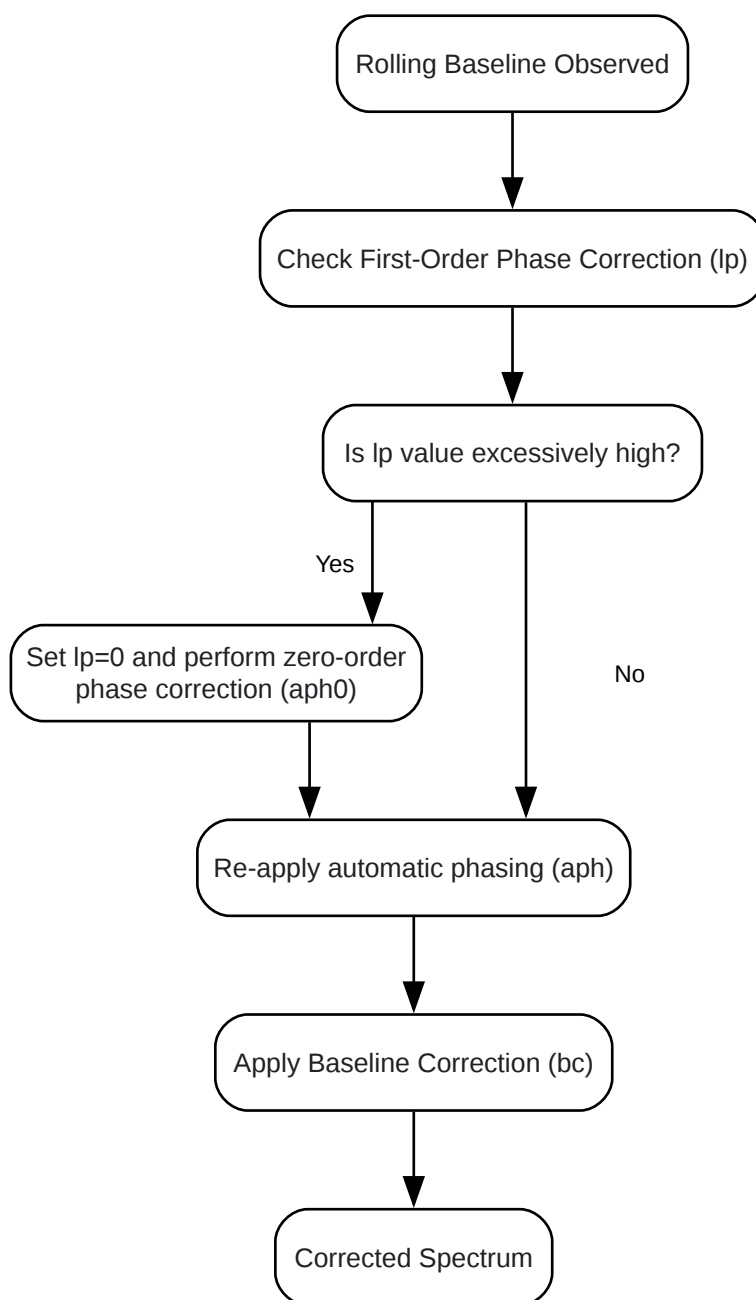 Rolling Baseline Observed
Check First-Order Phase Correction (lp)
Is lp value excessively high?
Yes
Set lp=0 and perform zero-order
phase correction (aph0)
No
Re-apply automatic phasing (aph)
Apply Baseline Correction (bc)
Corrected Spectrum